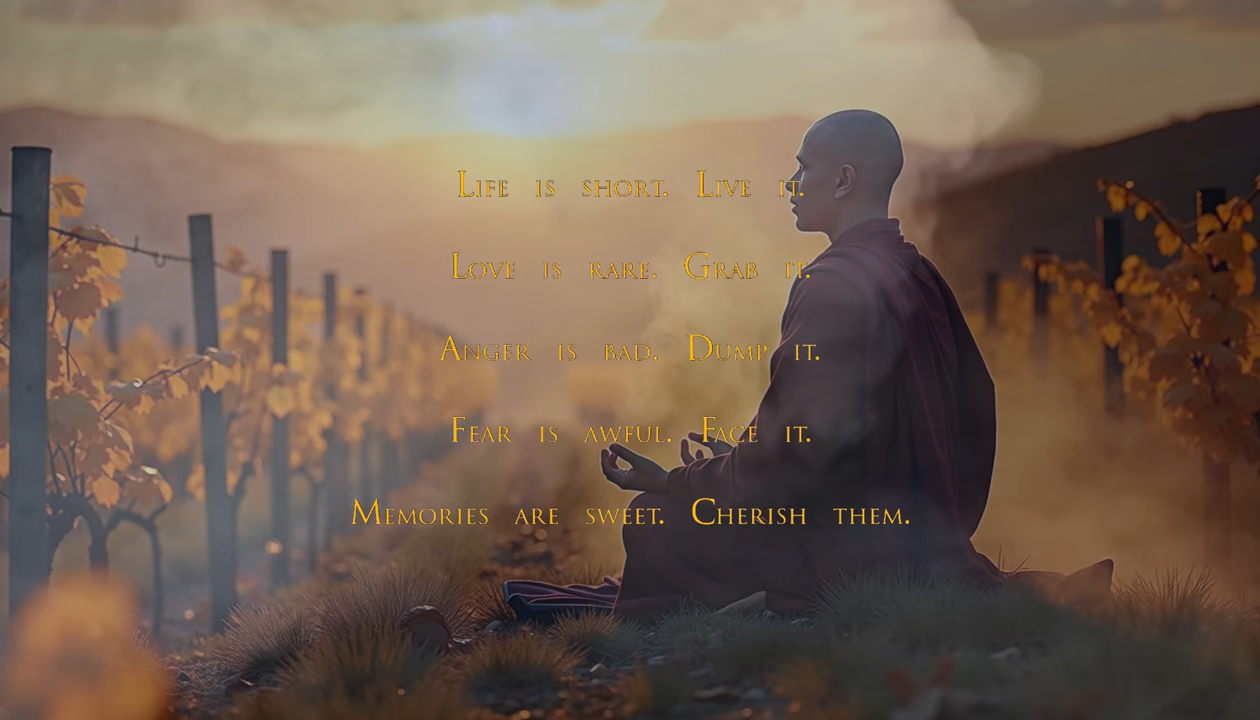 Life is short. Live it.
Love is rare. Grab it.
Anger is bad. Dump it.
Fear is awful. Face it.
Memories are sweet. Cherish them.